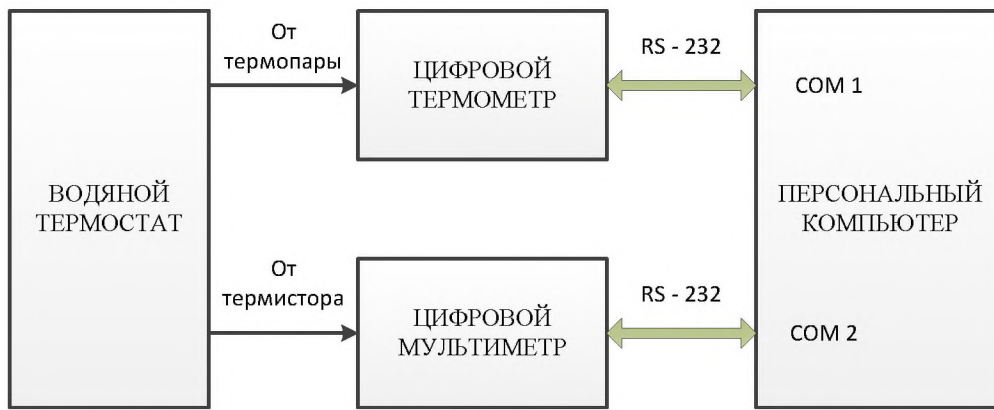 ВОДЯНОЙ
ТЕРМОСТАТ
От
термопары
ЦИФРОВОЙ
ТЕРМОМЕТР
RS - 232
COM 1
От
термистора
ЦИФРОВОЙ
МУЛЬТИМЕТР
RS - 232
COM 2
ПЕРСОНАЛЬНЫЙ
КОМПЬЮТЕР